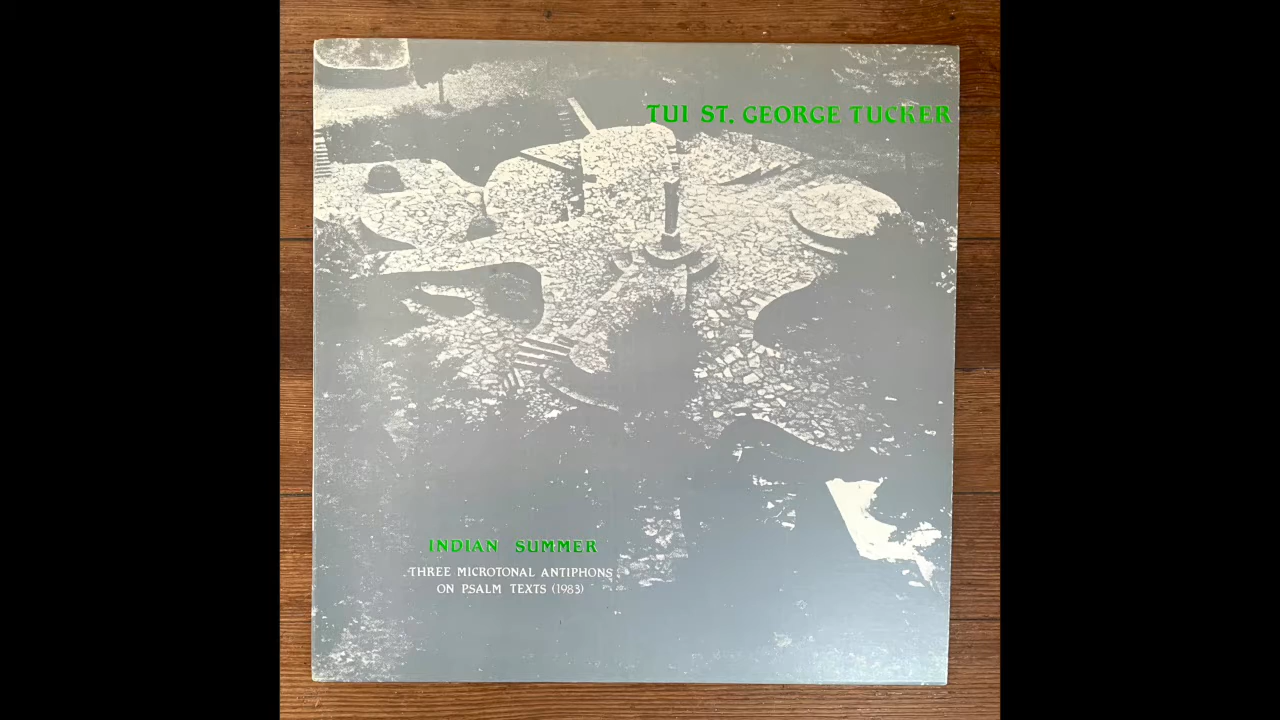 TUI ST. GEORGE TUCKER
INDIAN SUMMER
THREE MICROTONAL ANTIPHONS
ON PSALM TEXTS (1983)